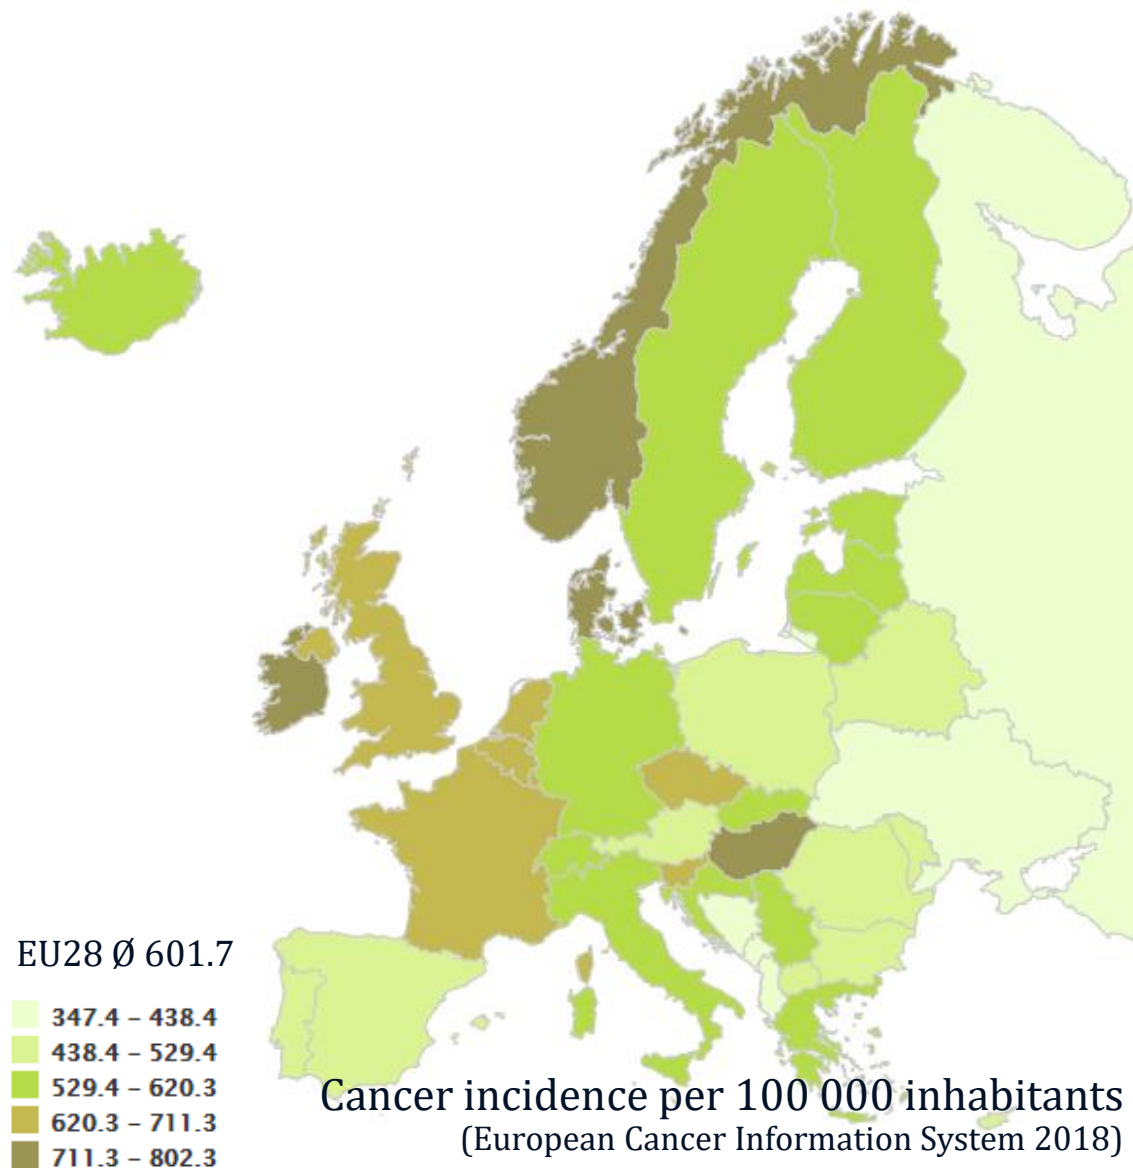 EU28 Ø 601.7
347.4 – 438.4
438.4 – 529.4
529.4 – 620.3
620.3 – 711.3
711.3 – 802.3
Cancer incidence per 100 000 inhabitants
(European Cancer Information System 2018)